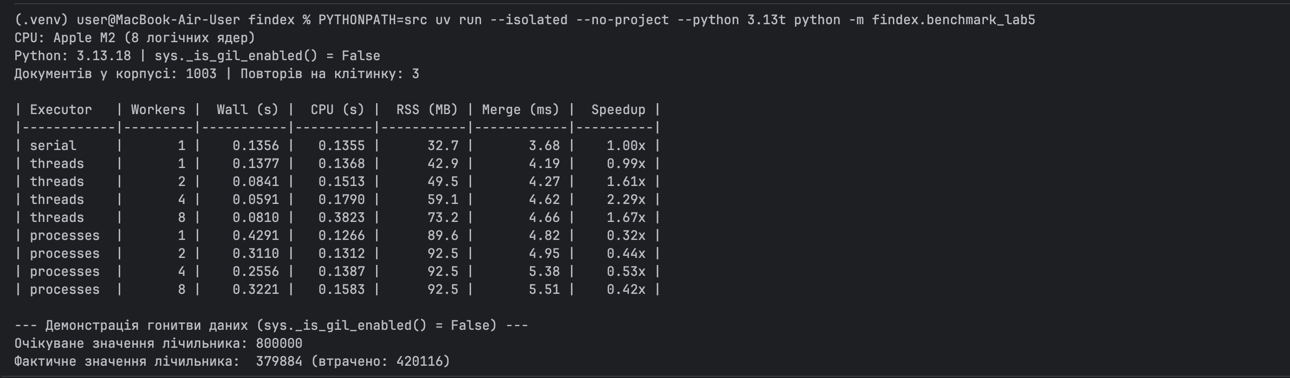 (.venv) user@MacBook-Air-User findex % PYTHONPATH=src uv run --isolated --no-project --python 3.13t python -m findex.benchmark_lab5
CPU: Apple M2 (8 логічних ядер)
Python: 3.13.18 | sys._is_gil_enabled() = False
Документів у корпусі: 1003 | Повторів на клітинку: 3

| Executor   | Workers |  Wall (s) |  CPU (s) |  RSS (MB) | Merge (ms) |  Speedup |
|------------|---------|-----------|----------|-----------|------------|----------|
| serial     |       1 |    0.1356 |   0.1355 |      32.7 |       3.68 |    1.00x |
| threads    |       1 |    0.1377 |   0.1368 |      42.9 |       4.19 |    0.99x |
| threads    |       2 |    0.0841 |   0.1513 |      49.5 |       4.27 |    1.61x |
| threads    |       4 |    0.0591 |   0.1790 |      59.1 |       4.62 |    2.29x |
| threads    |       8 |    0.0810 |   0.3823 |      73.2 |       4.66 |    1.67x |
| processes  |       1 |    0.4291 |   0.1266 |      89.6 |       4.82 |    0.32x |
| processes  |       2 |    0.3110 |   0.1312 |      92.5 |       4.95 |    0.44x |
| processes  |       4 |    0.2556 |   0.1387 |      92.5 |       5.38 |    0.53x |
| processes  |       8 |    0.3221 |   0.1583 |      92.5 |       5.51 |    0.42x |

--- Демонстрація гонитви даних (sys._is_gil_enabled() = False) ---
Очікуване значення лічильника: 800000
Фактичне значення лічильника:  379884 (втрачено: 420116)